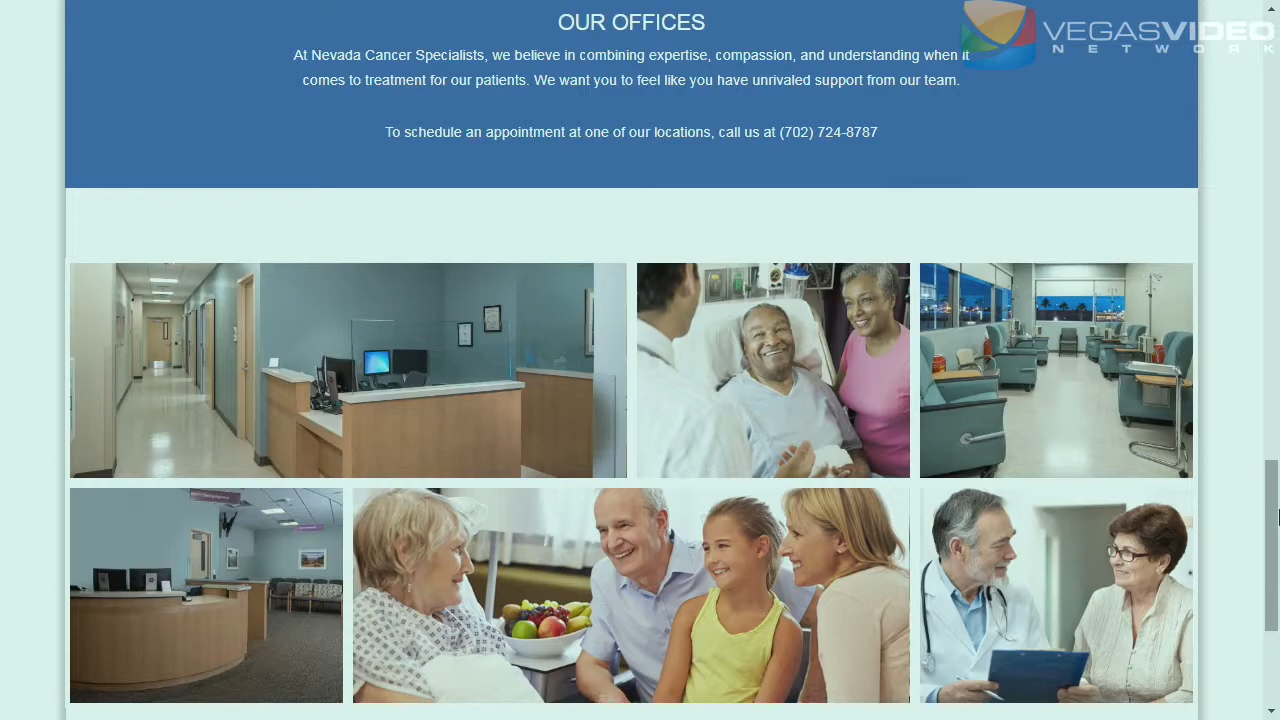 OUR OFFICES
At Nevada Cancer Specialists, we believe in combining expertise, compassion, and understanding when it
comes to treatment for our patients. We want you to feel like you have unrivaled support from our team.
To schedule an appointment at one of our locations, call us at (702) 724-8787
VEGASVIDEO
NETWORK